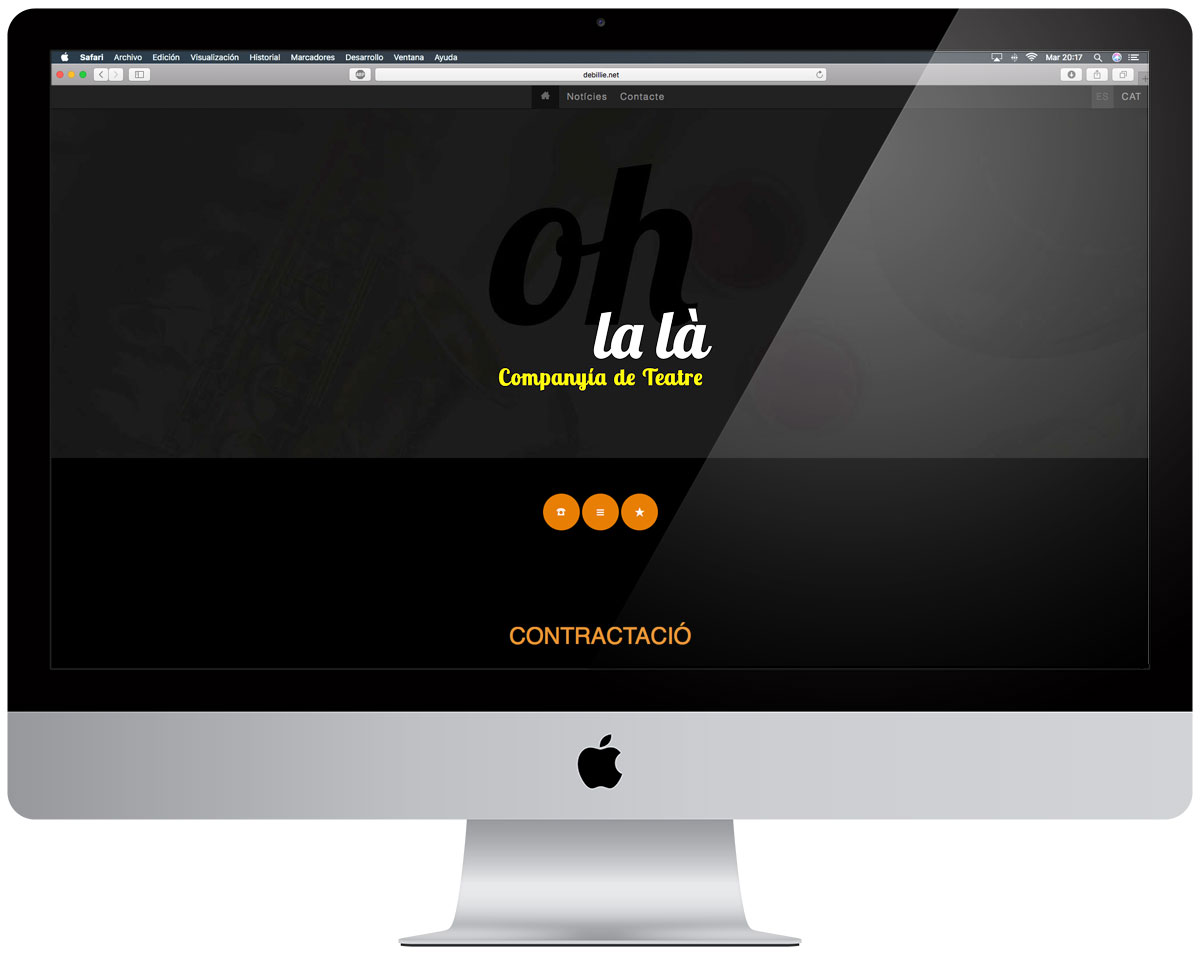 Safari Archivo Edición Visualización Historial Marcadores Desarrollo Ventana Ayuda Mar 20:17
debillie.net
Notícies Contacte ES CAT
oh
la là
Companyía de Teatre
CONTRACTACIÓ